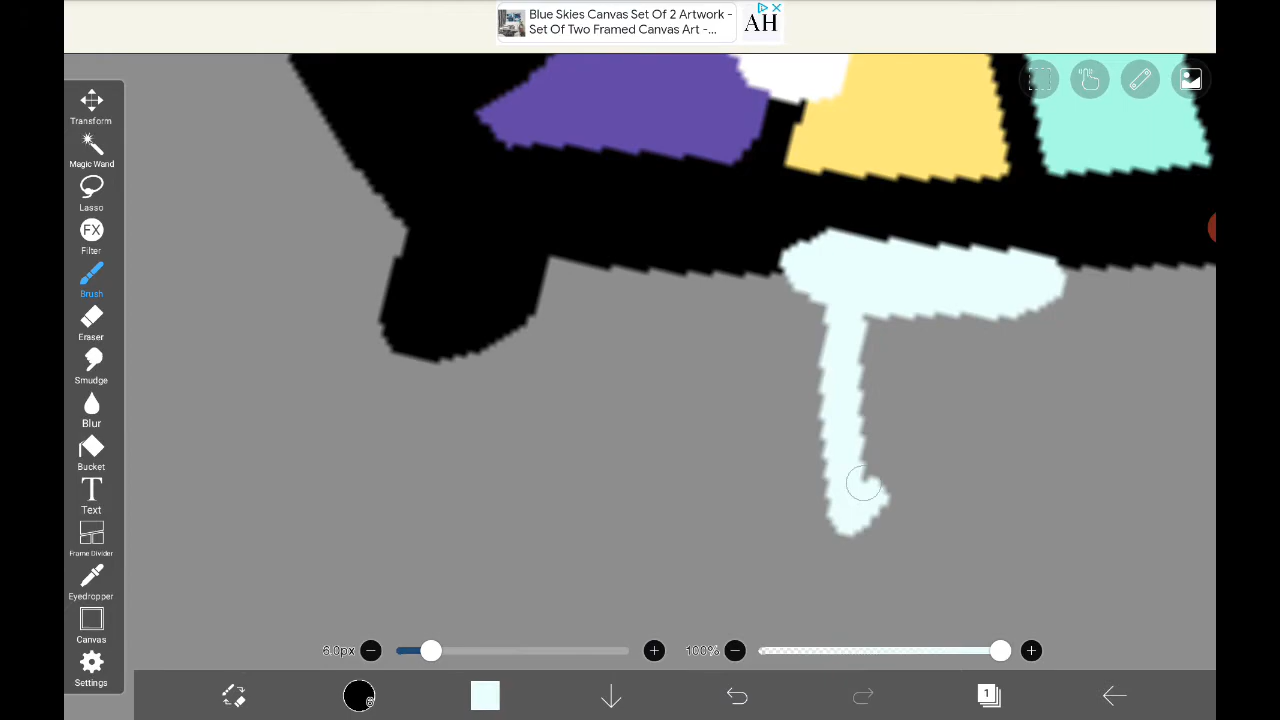 Blue Skies Canvas Set Of 2 Artwork -
Set Of Two Framed Canvas Art -...
AH
Transform
Magic Wand
Lasso
FX
Filter
Brush
Eraser
Smudge
Blur
Bucket
T
Text
Frame Divider
Eyedropper
Canvas
Settings
6.0px
100%
1